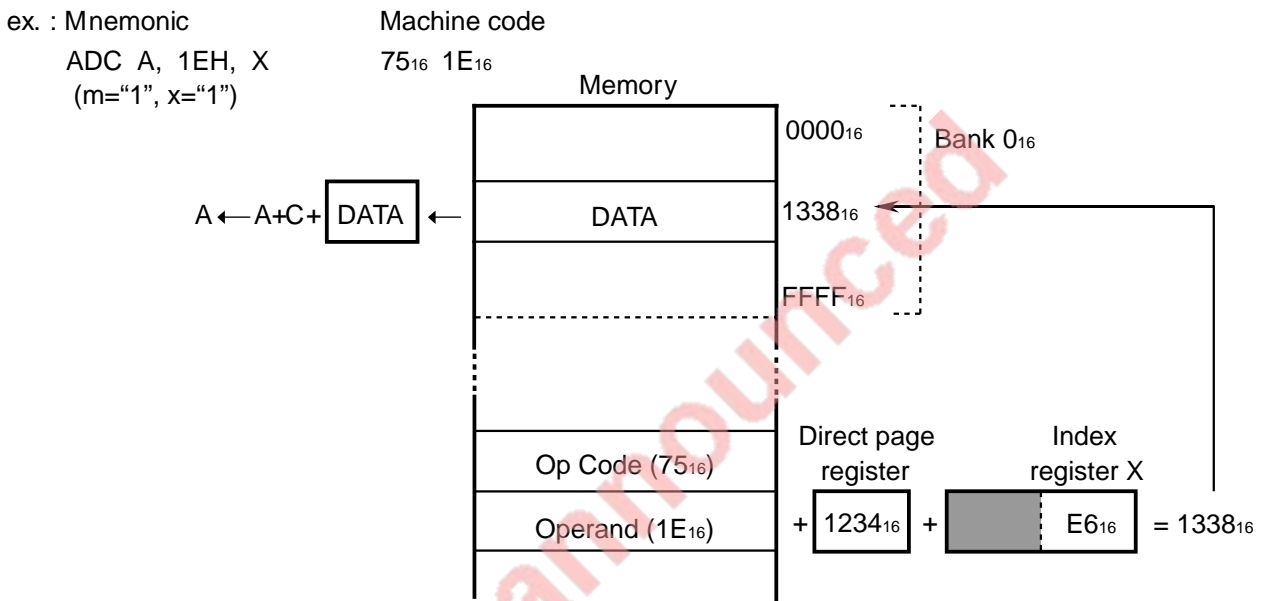 ex. : Mnemonic Machine code
ADC A, 1EH, X 75₁₆ 1E₁₆
(m=“1”, x=“1”)
Memory
0000₁₆
Bank 0₁₆
A ← A+C+ DATA ← DATA 1338₁₆
FFFF₁₆
announced
Direct page register
Index register X
Op Code (75₁₆)
Operand (1E₁₆) + 1234₁₆ + E6₁₆ = 1338₁₆